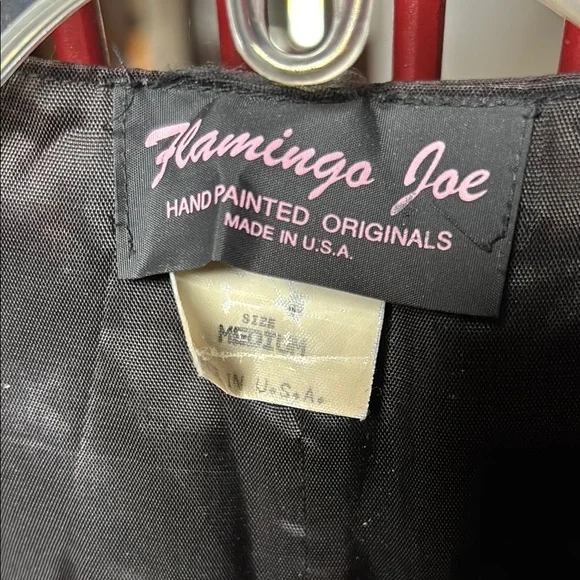 Flamingo Joe
HAND PAINTED ORIGINALS
MADE IN U.S.A.
SIZE
MEDIUM
IN U.S.A.